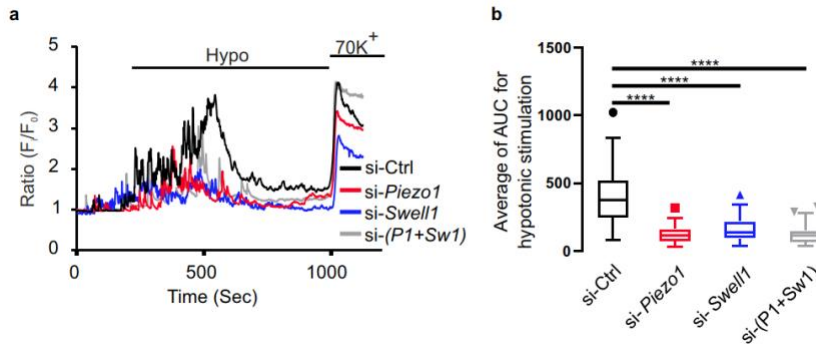 a
Hypo
70K+
5
4
3
2
1
0
Ratio (F/F0)
si-Ctrl
si-Piezo1
si-Swell1
si-(P1+Sw1)
0
500
1000
Time (Sec)
b
1500
1000
500
0
Average of AUC for
hypotonic stimulation
****
****
****
si-Ctrl
si-Piezo1
si-Swell1
si-(P1+Sw1)